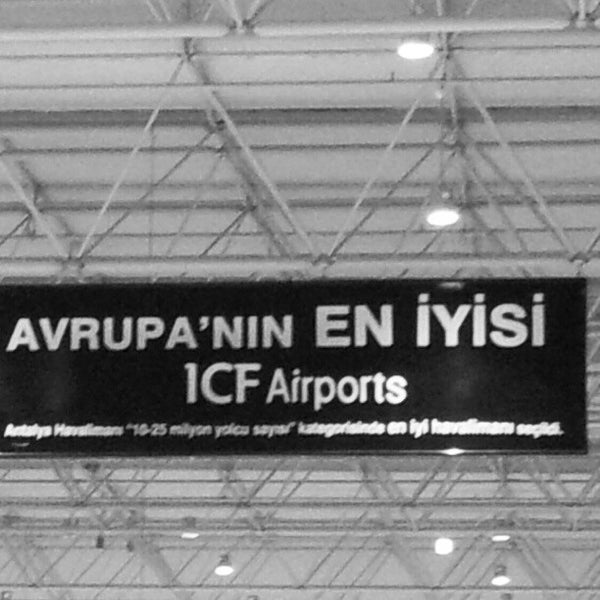 AVRUPA'NIN EN İYİSİ
ICF Airports
Antalya Havalimanı "10-25 milyon yolcu sayısı" kategorisinde en iyi havalimanı seçildi.